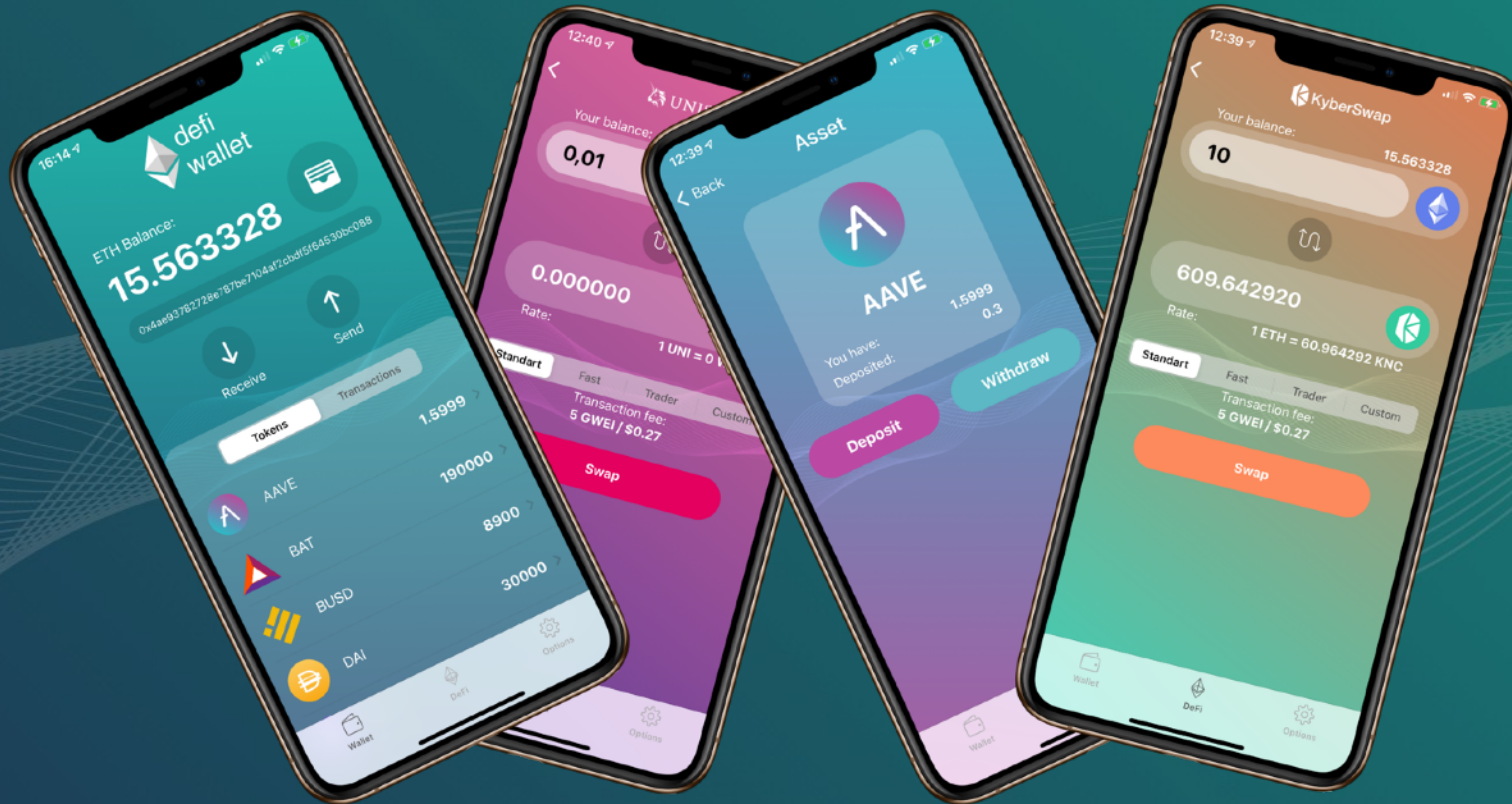 16:14
defi
wallet
ETH Balance:
15.563328
Receive
Send
Tokens
Transactions
AAVE
1.5999
BAT
190000
BUSD
8900
DAI
30000
Wallet
DeFi
Options
12:40
Your balance:
0,01
0.000000
Rate:
1 UNI = 0
Standart
Fast
Trader
Custom
Transaction fee:
5 GWEI / $0.27
Swap
Options
12:39
Back
Asset
AAVE
You have:
1.5999
Deposited:
0.3
Deposit
Withdraw
Wallet
12:39
KyberSwap
Your balance:
15.563328
10
609.642920
Rate:
1 ETH = 60.964292 KNC
Standart
Fast
Trader
Custom
Transaction fee:
5 GWEI / $0.27
Swap
Wallet
DeFi
Options